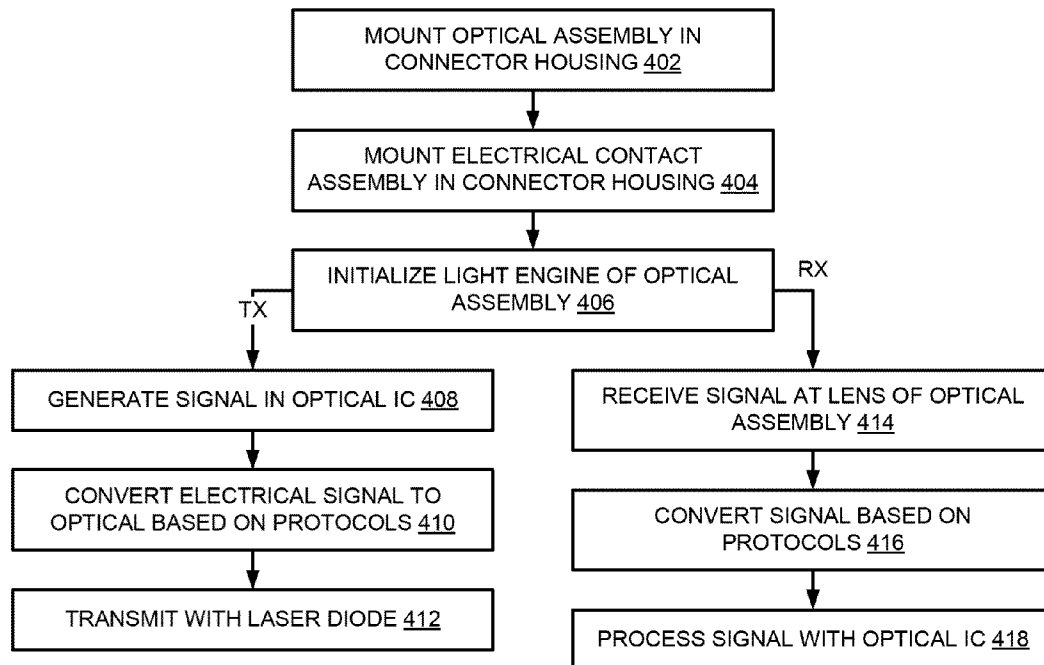 MOUNT OPTICAL ASSEMBLY IN
CONNECTOR HOUSING 402
MOUNT ELECTRICAL CONTACT
ASSEMBLY IN CONNECTOR HOUSING 404
INITIALIZE LIGHT ENGINE OF OPTICAL
ASSEMBLY 406
TX
RX
GENERATE SIGNAL IN OPTICAL IC 408
CONVERT ELECTRICAL SIGNAL TO
OPTICAL BASED ON PROTOCOLS 410
TRANSMIT WITH LASER DIODE 412
RECEIVE SIGNAL AT LENS OF OPTICAL
ASSEMBLY 414
CONVERT SIGNAL BASED ON
PROTOCOLS 416
PROCESS SIGNAL WITH OPTICAL IC 418